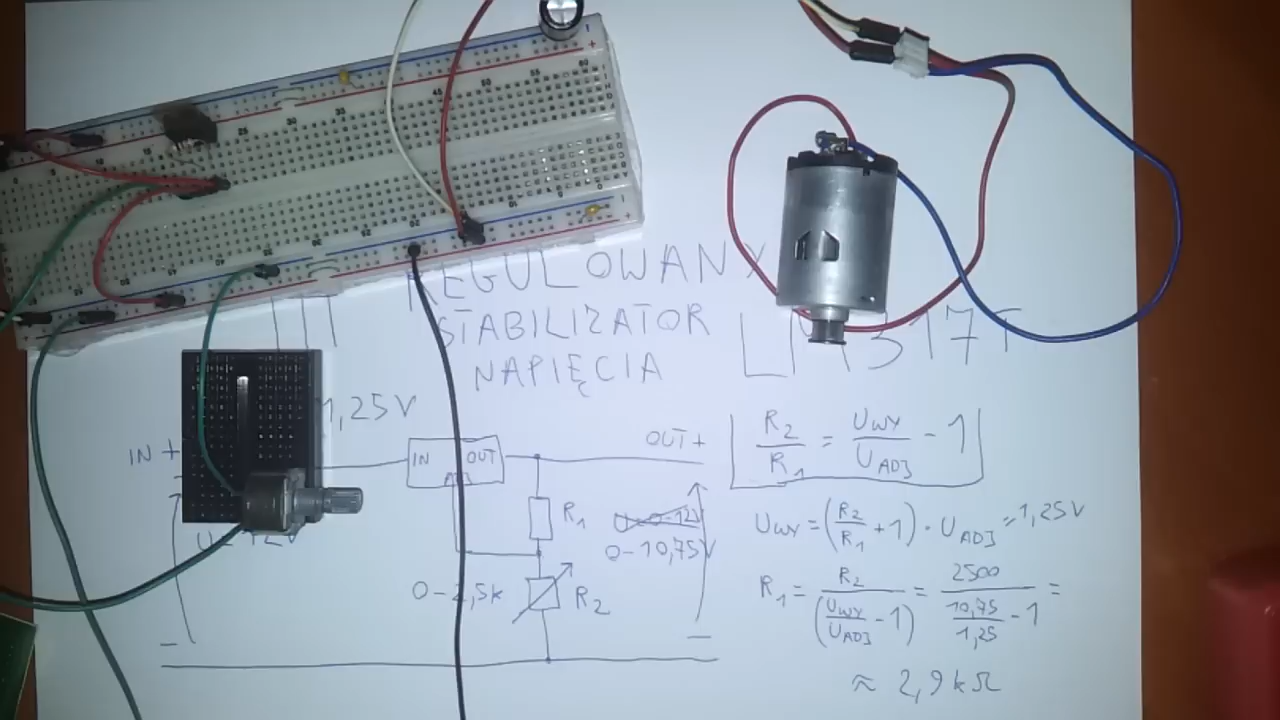 REGULOWANY
STABILIZATOR LM317T
NAPIĘCIA
1,25V
IN +
IN OUT
ADJ
OUT+
R1
U=0-12V
0-10,75V
0-2,5k
R2
U=12V
R2/R1 = UWY/UADJ - 1
UWY = (R2/R1 + 1) · UADJ = 1,25V
R1 = R2/(UWY/UADJ - 1) = 2500/(10,75/1,25 - 1) =
≈ 2,9kΩ